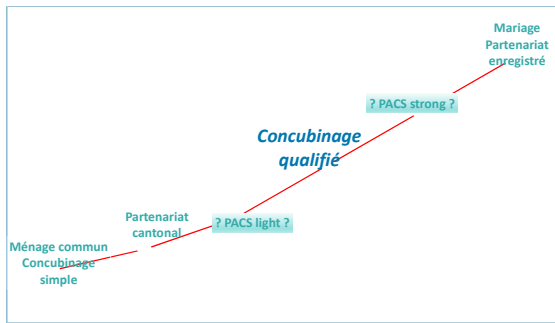 Mariage
Partenariat
enregistré
? PACS strong ?
Concubinage
qualifié
Partenariat
cantonal
? PACS light ?
Ménage commun
Concubinage
simple